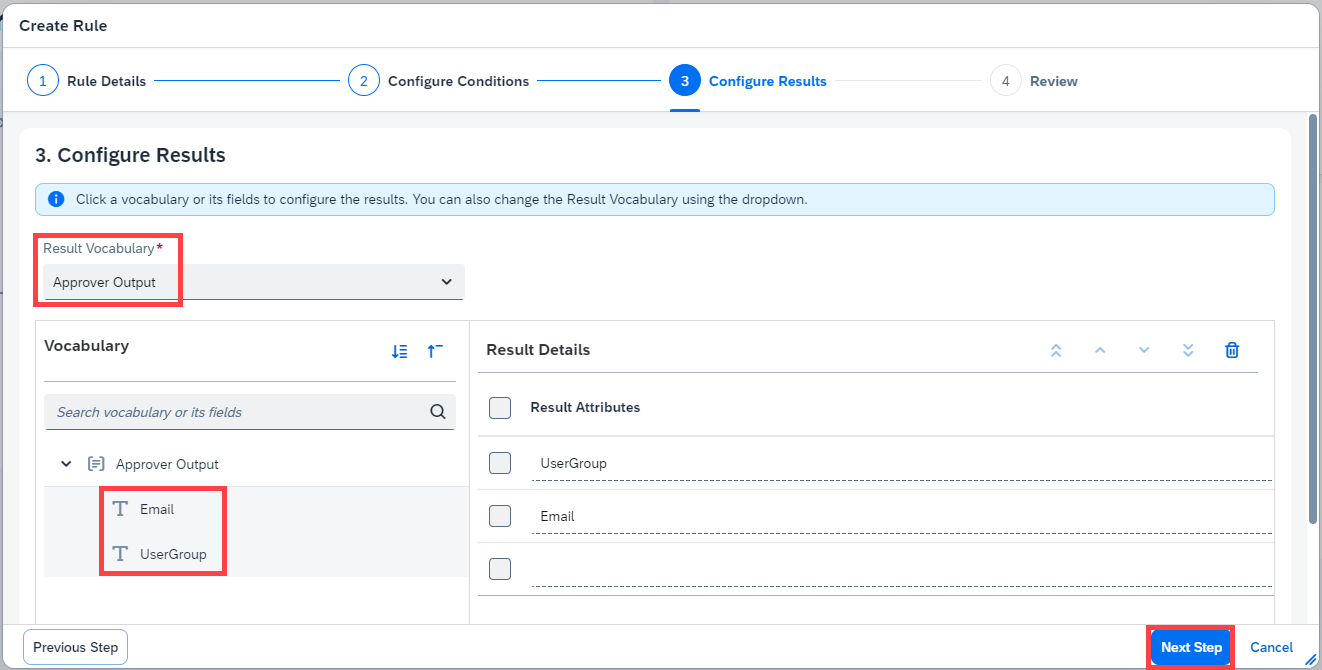 Create Rule
1 Rule Details
2 Configure Conditions
3 Configure Results
4 Review
3. Configure Results
Click a vocabulary or its fields to configure the results. You can also change the Result Vocabulary using the dropdown.
Result Vocabulary*
Approver Output
Vocabulary
Search vocabulary or its fields
Approver Output
Email
UserGroup
Result Details
Result Attributes
UserGroup
Email
Previous Step
Next Step
Cancel